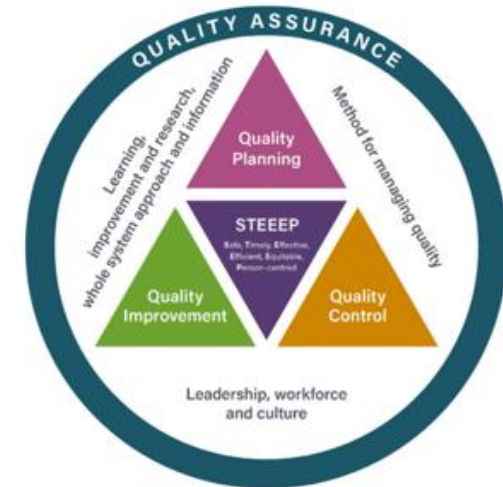 QUALITY ASSURANCE
Learning,
improvement and research,
whole system approach and information
Method for managing quality
Quality
Planning
STEEEP
Safe, Timely, Effective,
Efficient, Equitable,
Person-centred
Quality
Improvement
Quality
Control
Leadership, workforce
and culture